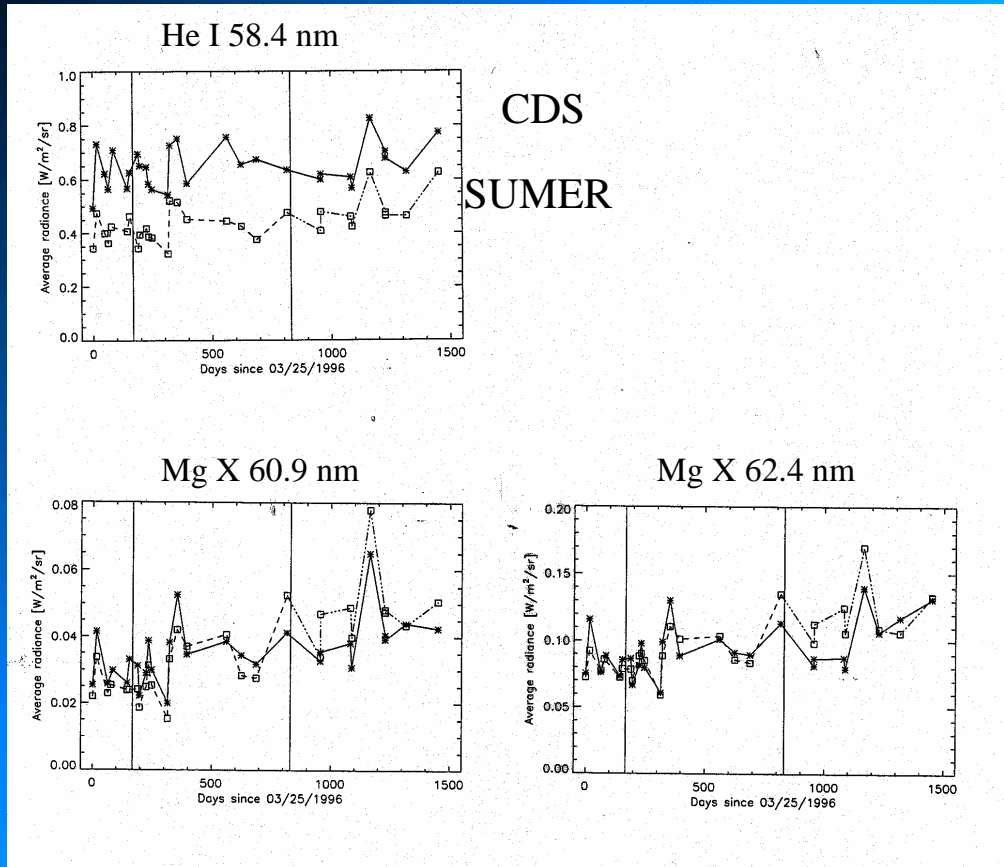 He I 58.4 nm
CDS
SUMER
Average radiance [W/m²/sr]
1.0
0.8
0.6
0.4
0.2
0.0
0 500 1000 1500
Days since 03/25/1996
Mg X 60.9 nm
Average radiance [W/m²/sr]
0.08
0.06
0.04
0.02
0.00
0 500 1000 1500
Days since 03/25/1996
Mg X 62.4 nm
Average radiance [W/m²/sr]
0.20
0.15
0.10
0.05
0.00
0 500 1000 1500
Days since 03/25/1996